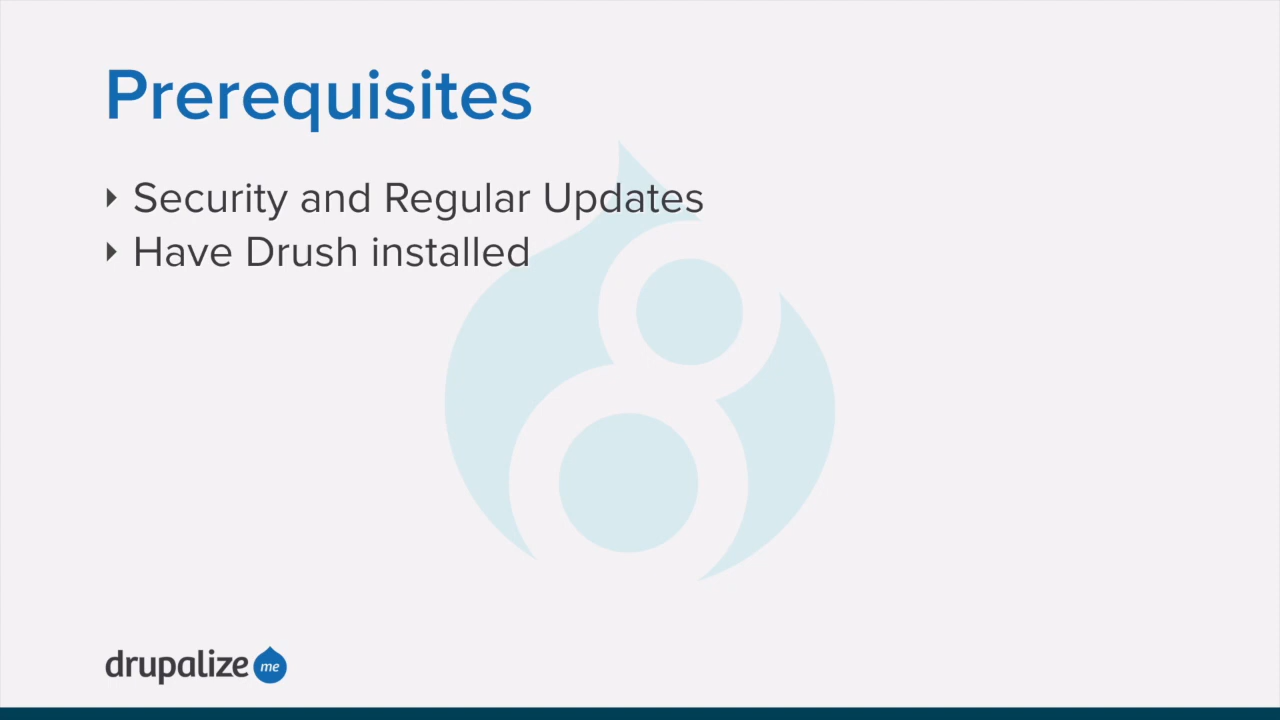 Prerequisites
Security and Regular Updates
Have Drush installed
drupalize me